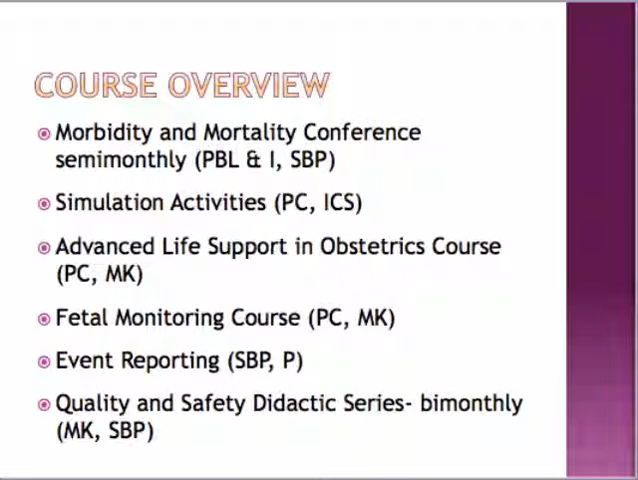 COURSE OVERVIEW
Morbidity and Mortality Conference
semimonthly (PBL & I, SBP)
Simulation Activities (PC, ICS)
Advanced Life Support in Obstetrics Course
(PC, MK)
Fetal Monitoring Course (PC, MK)
Event Reporting (SBP, P)
Quality and Safety Didactic Series- bimonthly
(MK, SBP)